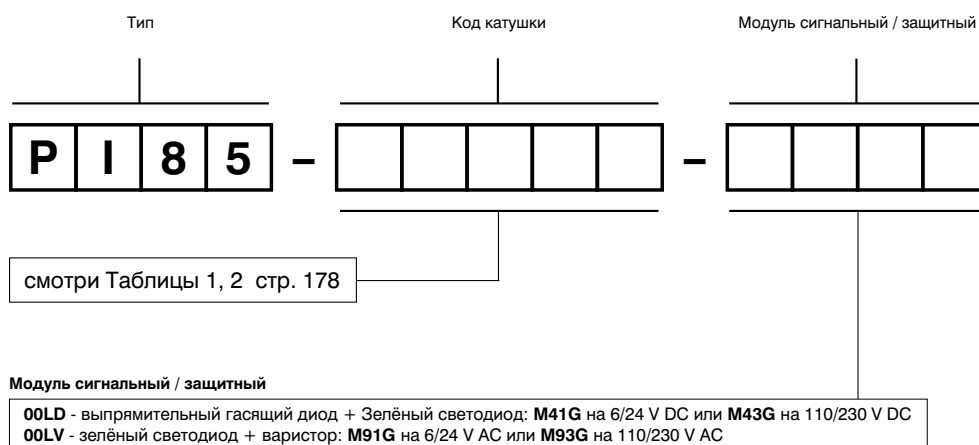 Тип Код катушки Модуль сигнальный / защитный
P I 8 5 – –
смотри Таблицы 1, 2 стр. 178
Модуль сигнальный / защитный
00LD - выпрямительный гасящий диод + Зелёный светодиод: M41G на 6/24 V DC или M43G на 110/230 V DC
00LV - зелёный светодиод + варистор: M91G на 6/24 V AC или M93G на 110/230 V AC